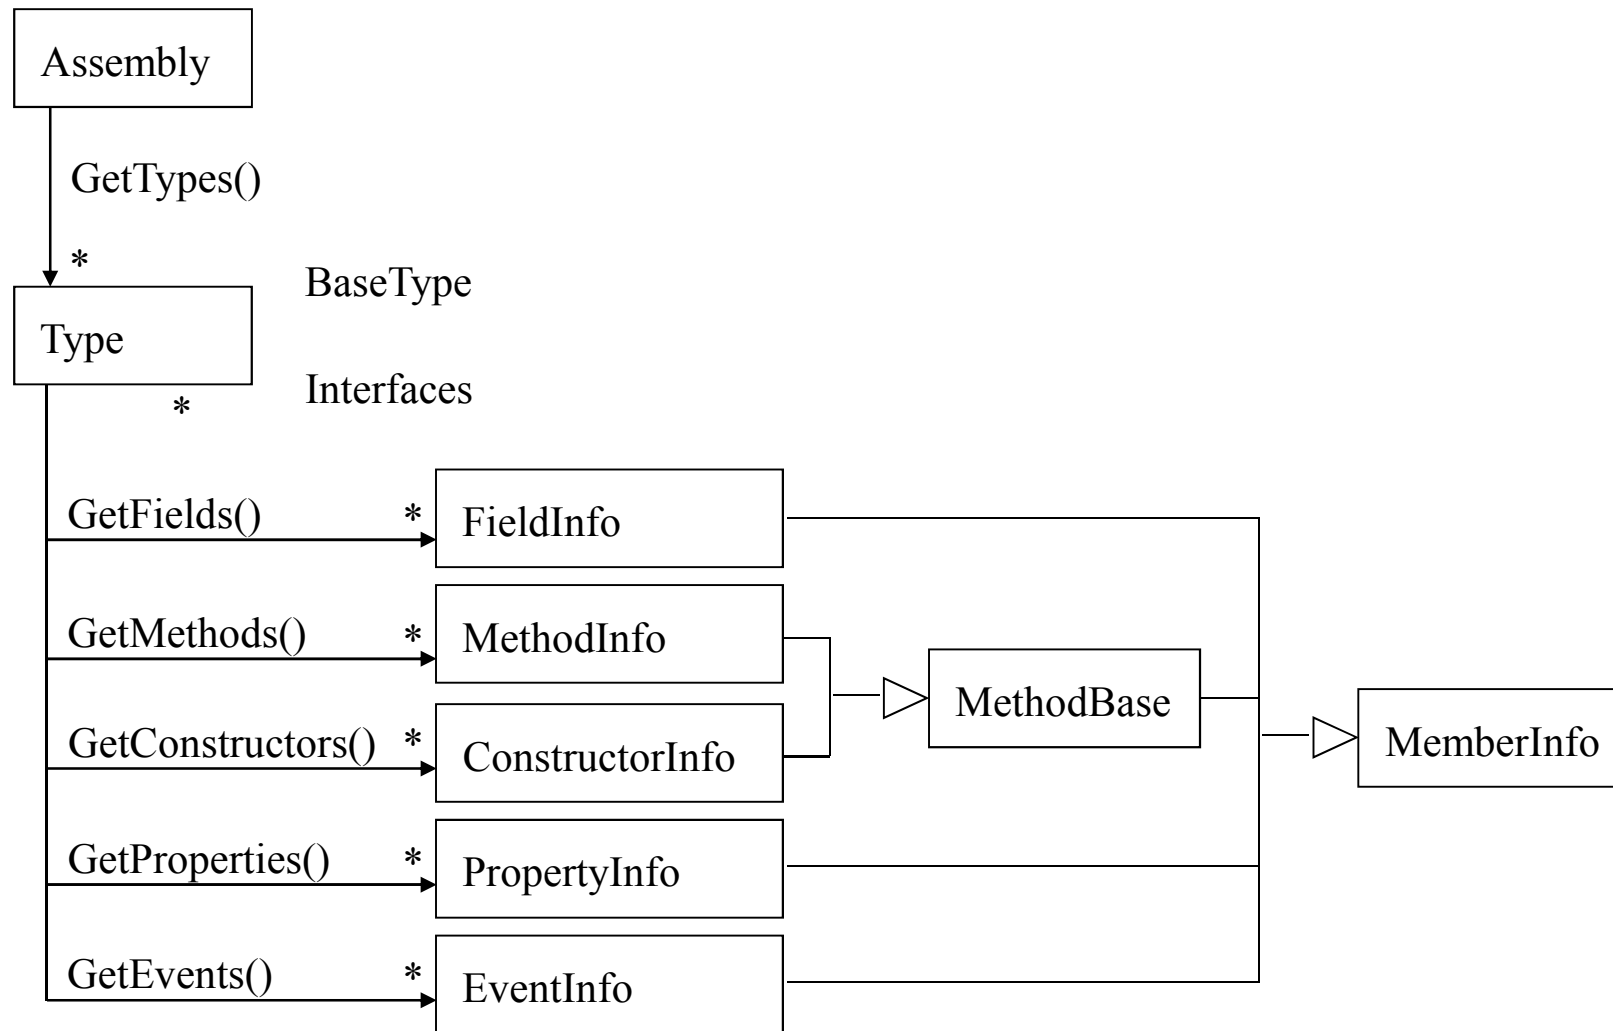 Assembly
GetTypes()
*
BaseType
Type
Interfaces
*
GetFields()
*
FieldInfo
GetMethods()
*
MethodInfo
MethodBase
MemberInfo
GetConstructors()
*
ConstructorInfo
GetProperties()
*
PropertyInfo
GetEvents()
*
EventInfo